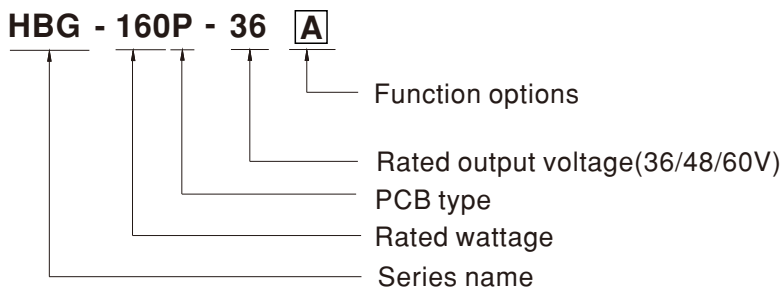 HBG - 160P - 36 A
Function options
Rated output voltage(36/48/60V)
PCB type
Rated wattage
Series name